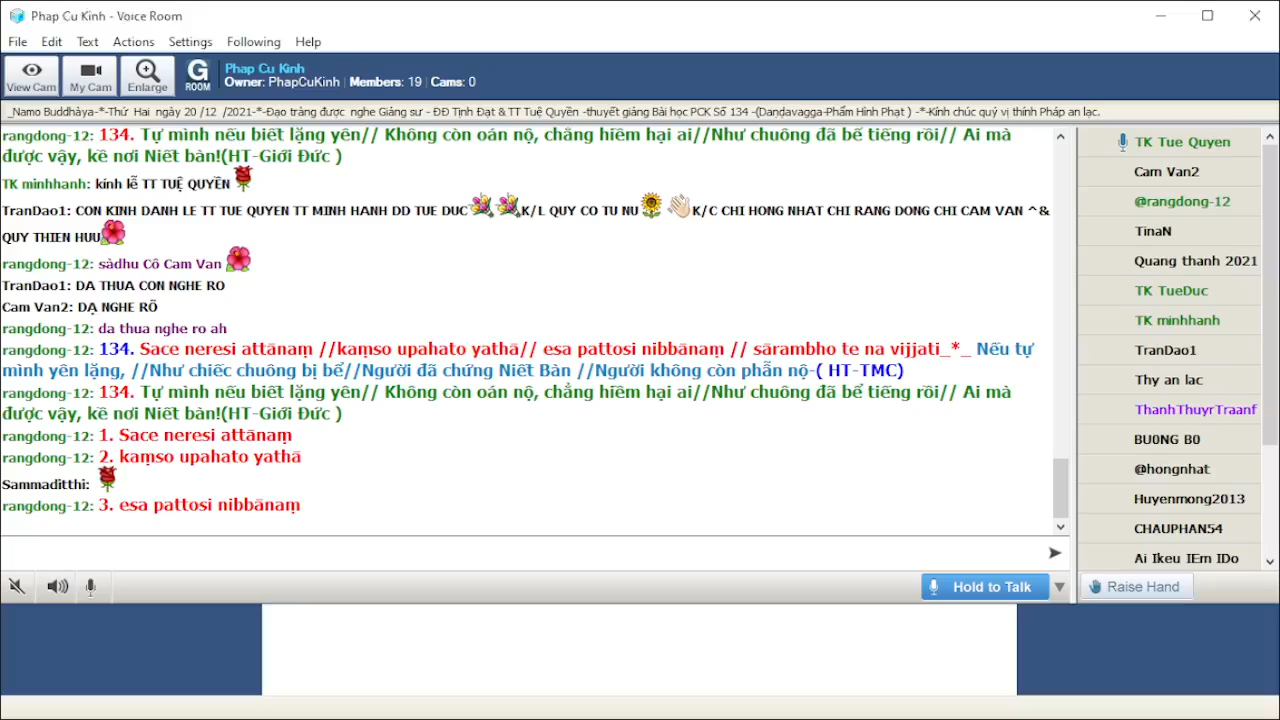 Phap Cu Kinh - Voice Room
File Edit Text Actions Settings Following Help
View Cam
My Cam
Enlarge
G
ROOM
Phap Cu Kinh
Owner: PhapCuKinh | Members: 19 | Cams: 0
_Namo Buddhàya-*-Thứ Hai ngày 20 /12 /2021-*-Đạo tràng được nghe Giảng sư - ĐĐ Tịnh Đạt & TT Tuệ Quyền -thuyết giảng Bài học PCK Số 134 -(Daṇḍavagga-Phẩm Hình Phạt ) -*-Kính chúc quý vị thính Pháp an lạc.
rangdong-12: 134. Tự mình nếu biết lặng yên// Không còn oán nộ, chẳng hiềm hại ai//Như chuông đã bể tiếng rồi// Ai mà
được vậy, kề nơi Niết bàn!(HT-Giới Đức )
TK minhhanh: kính lễ TT TUỆ QUYỀN
TranDao1: CON KINH DANH LE TT TUE QUYEN TT MINH HANH DD TUE DUC K/L QUY CO TU NU K/C CHI HONG NHAT CHI RANG DONG CHI CAM VAN ^&
QUY THIEN HUU
rangdong-12: sàdhu Cô Cam Van
TranDao1: DA THUA CON NGHE RO
Cam Van2: DẠ NGHE RÕ
rangdong-12: da thua nghe ro ah
rangdong-12: 134. Sace neresi attānaṃ //kaṃso upahato yathā// esa pattosi nibbānaṃ // sārambho te na vijjati_*_ Nếu tự
mình yên lặng, //Như chiếc chuông bị bể//Người đã chứng Niết Bàn //Người không còn phẫn nộ-( HT-TMC)
rangdong-12: 134. Tự mình nếu biết lặng yên// Không còn oán nộ, chẳng hiềm hại ai//Như chuông đã bể tiếng rồi// Ai mà
được vậy, kề nơi Niết bàn!(HT-Giới Đức )
rangdong-12: 1. Sace neresi attānaṃ
rangdong-12: 2. kaṃso upahato yathā
Sammaditthi:
rangdong-12: 3. esa pattosi nibbānaṃ
TK Tue Quyen
Cam Van2
@rangdong-12
TinaN
Quang thanh 2021
TK TueDuc
TK minhhanh
TranDao1
Thy an lac
ThanhThuyrTraanf
BU0NG B0
@hongnhat
Huyenmong2013
CHAUPHAN54
Ai Ikeu IEm IDo
Hold to Talk
Raise Hand